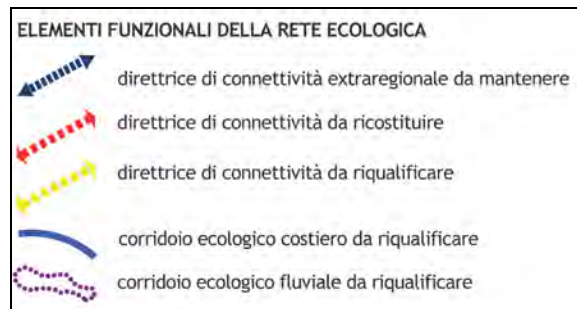 ELEMENTI FUNZIONALI DELLA RETE ECOLOGICA
direttrice di connettività extraregionale da mantenere
direttrice di connettività da ricostituire
direttrice di connettività da riqualificare
corridoio ecologico costiero da riqualificare
corridoio ecologico fluviale da riqualificare